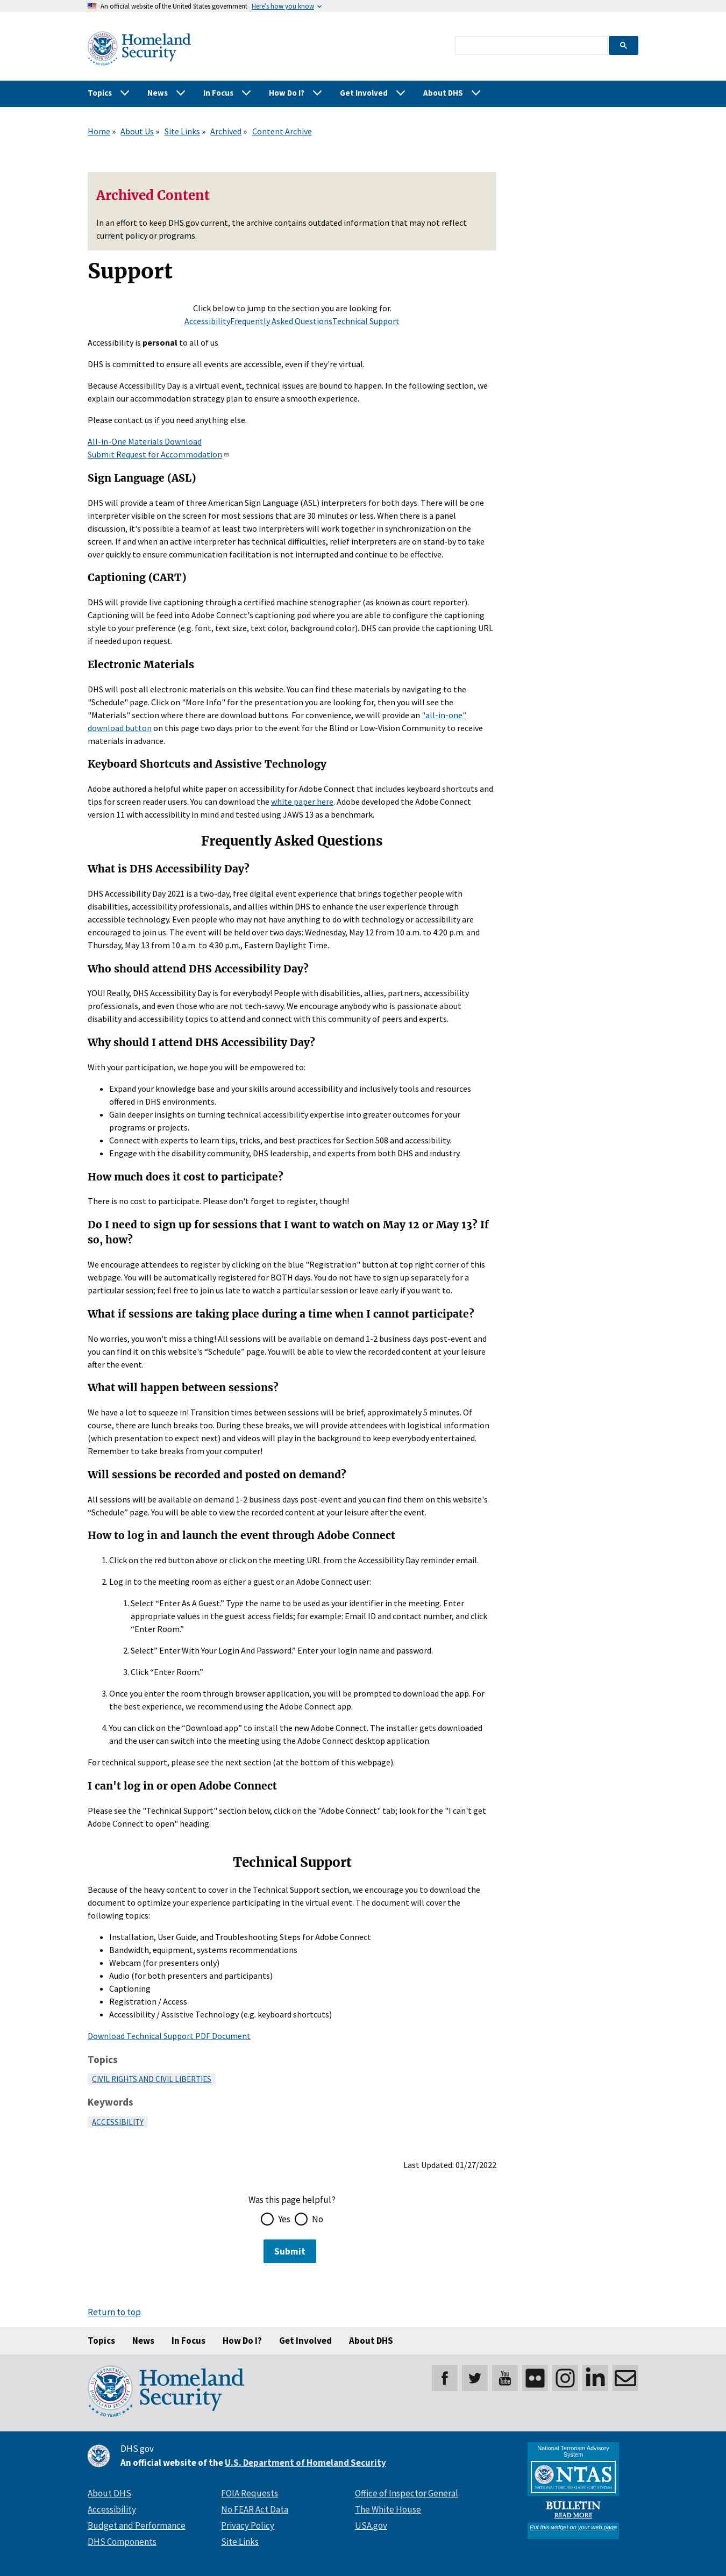 An official website of the United States government Here's how you know
Homeland
Security
Topics News In Focus How Do I? Get Involved About DHS
Home » About Us » Site Links » Archived » Content Archive
Archived Content
In an effort to keep DHS.gov current, the archive contains outdated information that may not reflect
current policy or programs.
Support
Click below to jump to the section you are looking for.
AccessibilityFrequently Asked QuestionsTechnical Support
Accessibility is personal to all of us
DHS is committed to ensure all events are accessible, even if they're virtual.
Because Accessibility Day is a virtual event, technical issues are bound to happen. In the following section, we
explain our accommodation strategy plan to ensure a smooth experience.
Please contact us if you need anything else.
All-in-One Materials Download
Submit Request for Accommodation
Sign Language (ASL)
DHS will provide a team of three American Sign Language (ASL) interpreters for both days. There will be one
interpreter visible on the screen for most sessions that are 30 minutes or less. When there is a panel
discussion, it's possible a team of at least two interpreters will work together in synchronization on the
screen. If and when an active interpreter has technical difficulties, relief interpreters are on stand-by to take
over quickly to ensure communication facilitation is not interrupted and continue to be effective.
Captioning (CART)
DHS will provide live captioning through a certified machine stenographer (as known as court reporter).
Captioning will be feed into Adobe Connect's captioning pod where you are able to configure the captioning
style to your preference (e.g. font, text size, text color, background color). DHS can provide the captioning URL
if needed upon request.
Electronic Materials
DHS will post all electronic materials on this website. You can find these materials by navigating to the
"Schedule" page. Click on "More Info" for the presentation you are looking for, then you will see the
"Materials" section where there are download buttons. For convenience, we will provide an "all-in-one"
download button on this page two days prior to the event for the Blind or Low-Vision Community to receive
materials in advance.
Keyboard Shortcuts and Assistive Technology
Adobe authored a helpful white paper on accessibility for Adobe Connect that includes keyboard shortcuts and
tips for screen reader users. You can download the white paper here. Adobe developed the Adobe Connect
version 11 with accessibility in mind and tested using JAWS 13 as a benchmark.
Frequently Asked Questions
What is DHS Accessibility Day?
DHS Accessibility Day 2021 is a two-day, free digital event experience that brings together people with
disabilities, accessibility professionals, and allies within DHS to enhance the user experience through
accessible technology. Even people who may not have anything to do with technology or accessibility are
encouraged to join us. The event will be held over two days: Wednesday, May 12 from 10 a.m. to 4:20 p.m. and
Thursday, May 13 from 10 a.m. to 4:30 p.m., Eastern Daylight Time.
Who should attend DHS Accessibility Day?
YOU! Really, DHS Accessibility Day is for everybody! People with disabilities, allies, partners, accessibility
professionals, and even those who are not tech-savvy. We encourage anybody who is passionate about
disability and accessibility topics to attend and connect with this community of peers and experts.
Why should I attend DHS Accessibility Day?
With your participation, we hope you will be empowered to:
• Expand your knowledge base and your skills around accessibility and inclusively tools and resources
offered in DHS environments.
• Gain deeper insights on turning technical accessibility expertise into greater outcomes for your
programs or projects.
• Connect with experts to learn tips, tricks, and best practices for Section 508 and accessibility.
• Engage with the disability community, DHS leadership, and experts from both DHS and industry.
How much does it cost to participate?
There is no cost to participate. Please don't forget to register, though!
Do I need to sign up for sessions that I want to watch on May 12 or May 13? If
so, how?
We encourage attendees to register by clicking on the blue "Registration" button at top right corner of this
webpage. You will be automatically registered for BOTH days. You do not have to sign up separately for a
particular session; feel free to join us late to watch a particular session or leave early if you want to.
What if sessions are taking place during a time when I cannot participate?
No worries, you won't miss a thing! All sessions will be available on demand 1-2 business days post-event and
you can find it on this website's “Schedule” page. You will be able to view the recorded content at your leisure
after the event.
What will happen between sessions?
We have a lot to squeeze in! Transition times between sessions will be brief, approximately 5 minutes. Of
course, there are lunch breaks too. During these breaks, we will provide attendees with logistical information
(which presentation to expect next) and videos will play in the background to keep everybody entertained.
Remember to take breaks from your computer!
Will sessions be recorded and posted on demand?
All sessions will be available on demand 1-2 business days post-event and you can find them on this website's
“Schedule” page. You will be able to view the recorded content at your leisure after the event.
How to log in and launch the event through Adobe Connect
1. Click on the red button above or click on the meeting URL from the Accessibility Day reminder email.
2. Log in to the meeting room as either a guest or an Adobe Connect user:
1. Select “Enter As A Guest.” Type the name to be used as your identifier in the meeting. Enter
appropriate values in the guest access fields; for example: Email ID and contact number, and click
“Enter Room.”
2. Select” Enter With Your Login And Password.” Enter your login name and password.
3. Click “Enter Room.”
3. Once you enter the room through browser application, you will be prompted to download the app. For
the best experience, we recommend using the Adobe Connect app.
4. You can click on the “Download app” to install the new Adobe Connect. The installer gets downloaded
and the user can switch into the meeting using the Adobe Connect desktop application.
For technical support, please see the next section (at the bottom of this webpage).
I can't log in or open Adobe Connect
Please see the "Technical Support" section below, click on the "Adobe Connect" tab; look for the "I can't get
Adobe Connect to open" heading.
Technical Support
Because of the heavy content to cover in the Technical Support section, we encourage you to download the
document to optimize your experience participating in the virtual event. The document will cover the
following topics:
• Installation, User Guide, and Troubleshooting Steps for Adobe Connect
• Bandwidth, equipment, systems recommendations
• Webcam (for presenters only)
• Audio (for both presenters and participants)
• Captioning
• Registration / Access
• Accessibility / Assistive Technology (e.g. keyboard shortcuts)
Download Technical Support PDF Document
Topics
CIVIL RIGHTS AND CIVIL LIBERTIES
Keywords
ACCESSIBILITY
Last Updated: 01/27/2022
Was this page helpful?
Yes No
Submit
Return to top
Topics News In Focus How Do I? Get Involved About DHS
Homeland
Security
DHS.gov
An official website of the U.S. Department of Homeland Security
About DHS
Accessibility
Budget and Performance
DHS Components
FOIA Requests
No FEAR Act Data
Privacy Policy
Site Links
Office of Inspector General
The White House
USA.gov
National Terrorism Advisory
System
NTAS
BULLETIN
READ MORE
Put this widget on your web page